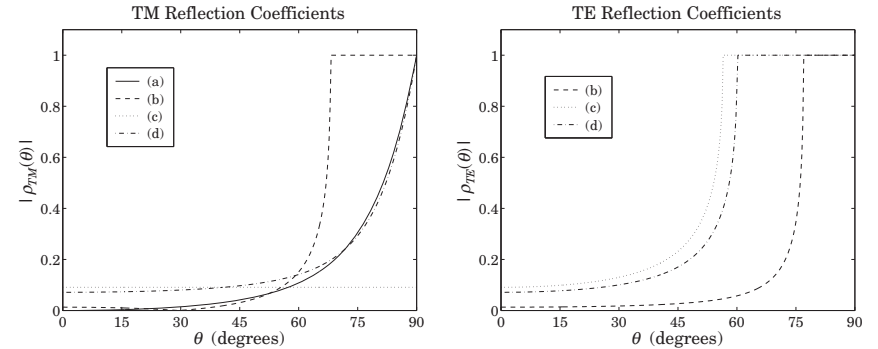 TM Reflection Coefficients
| ρTM(θ) |
1
0.8
0.6
0.4
0.2
0
(a)
(b)
(c)
(d)
0 15 30 45 60 75 90
θ (degrees)
TE Reflection Coefficients
| ρTE(θ) |
1
0.8
0.6
0.4
0.2
0
(b)
(c)
(d)
0 15 30 45 60 75 90
θ (degrees)